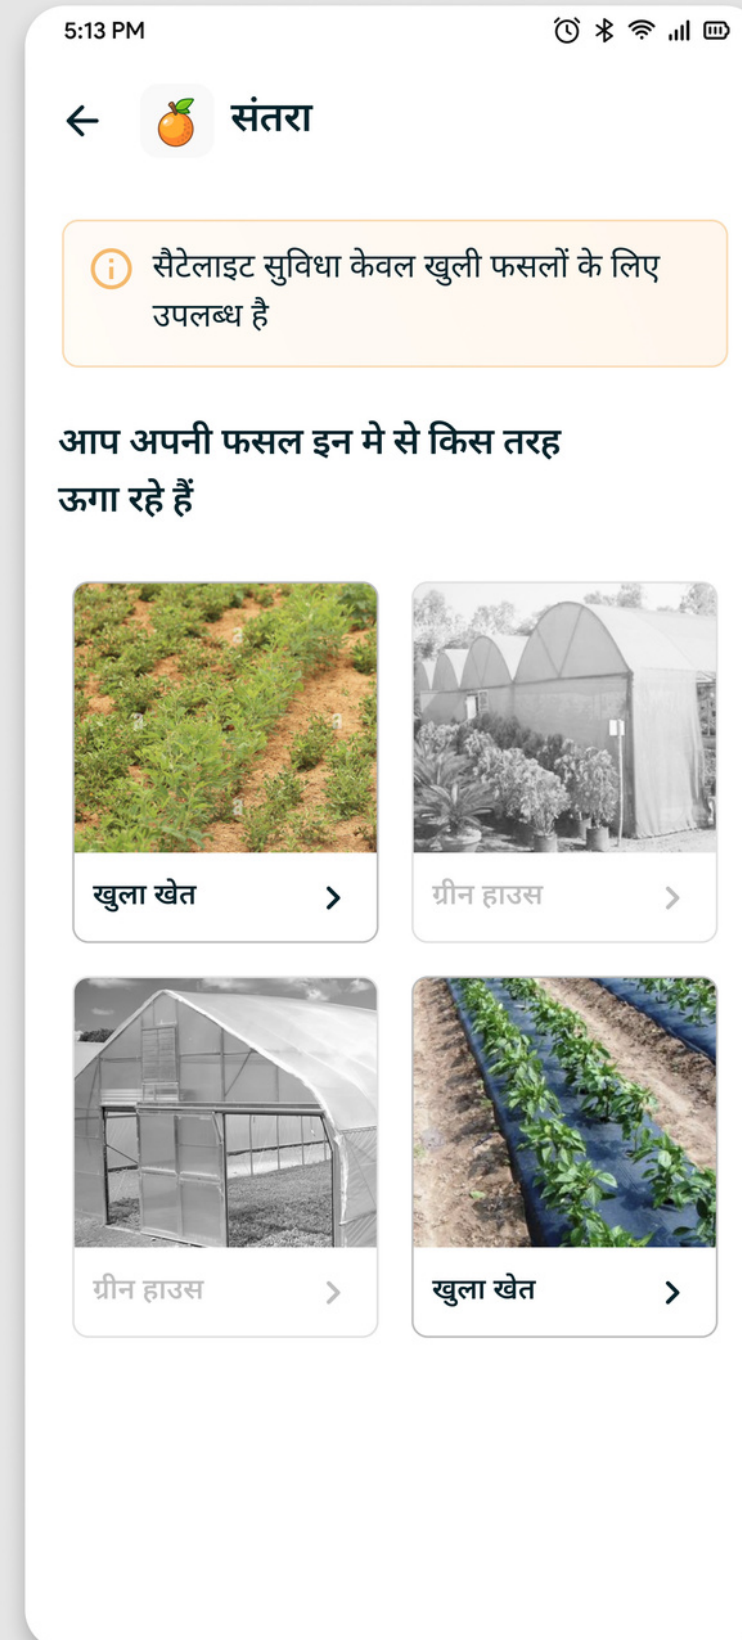 5:13 PM
संतरा
सैटेलाइट सुविधा केवल खुली फसलों के लिए
उपलब्ध है
आप अपनी फसल इन मे से किस तरह
ऊगा रहे हैं
खुला खेत
ग्रीन हाउस
ग्रीन हाउस
खुला खेत